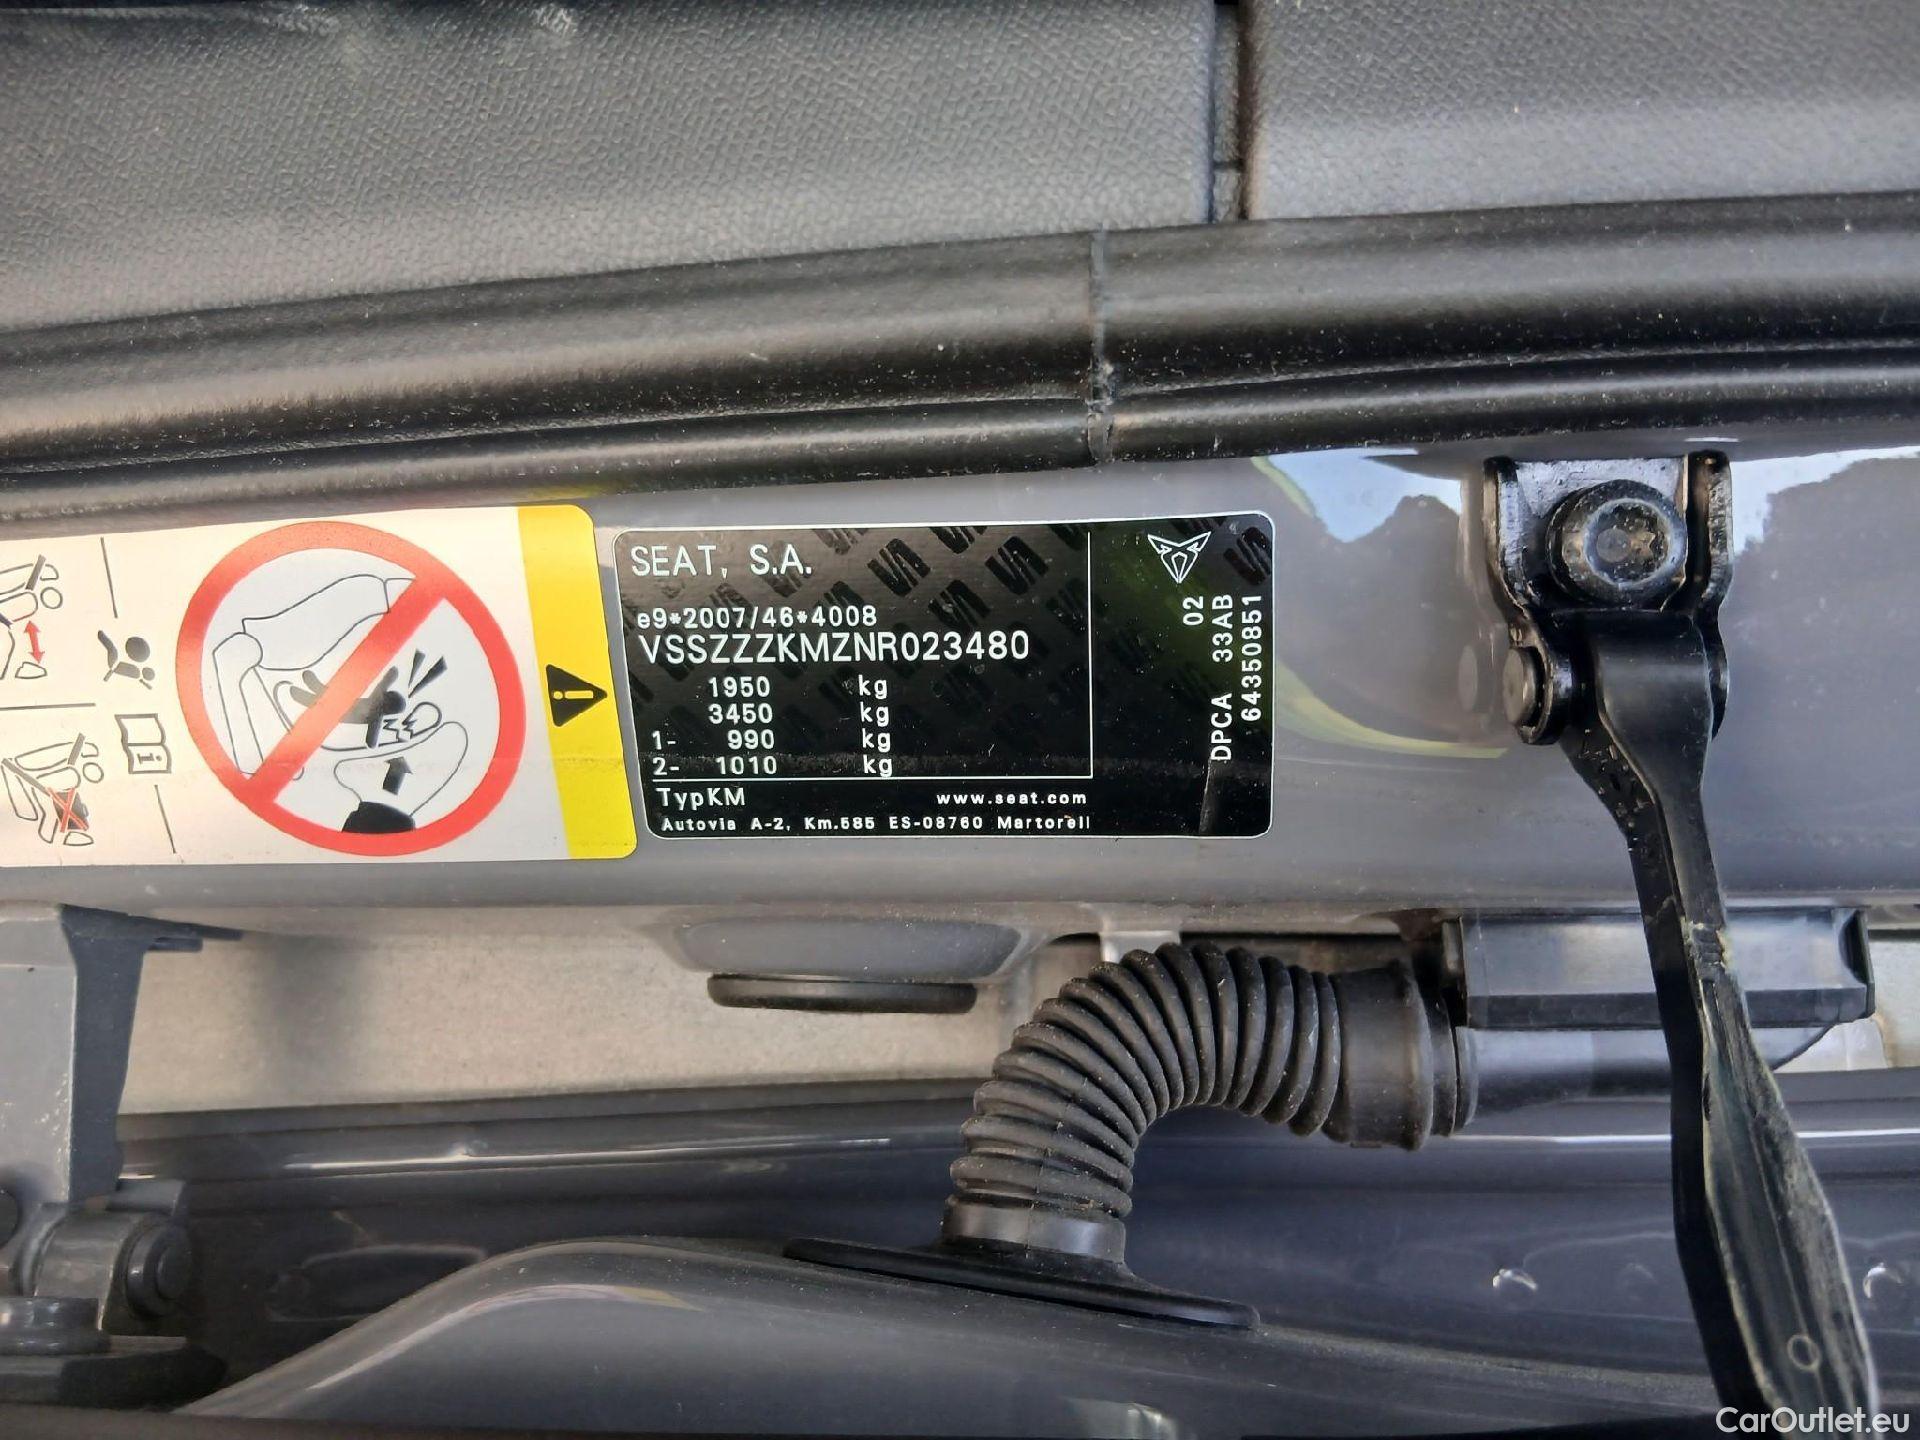 SEAT, S.A.
e9*2007/46*4008
VSSZZZKMZNR023480
1950 kg
3450 kg
1- 990 kg
2- 1010 kg
TypKM www.seat.com
Autovia A-2, Km.585 ES-08760 Martorell
DPCA 33AB 02
64350851
CarOutlet.eu